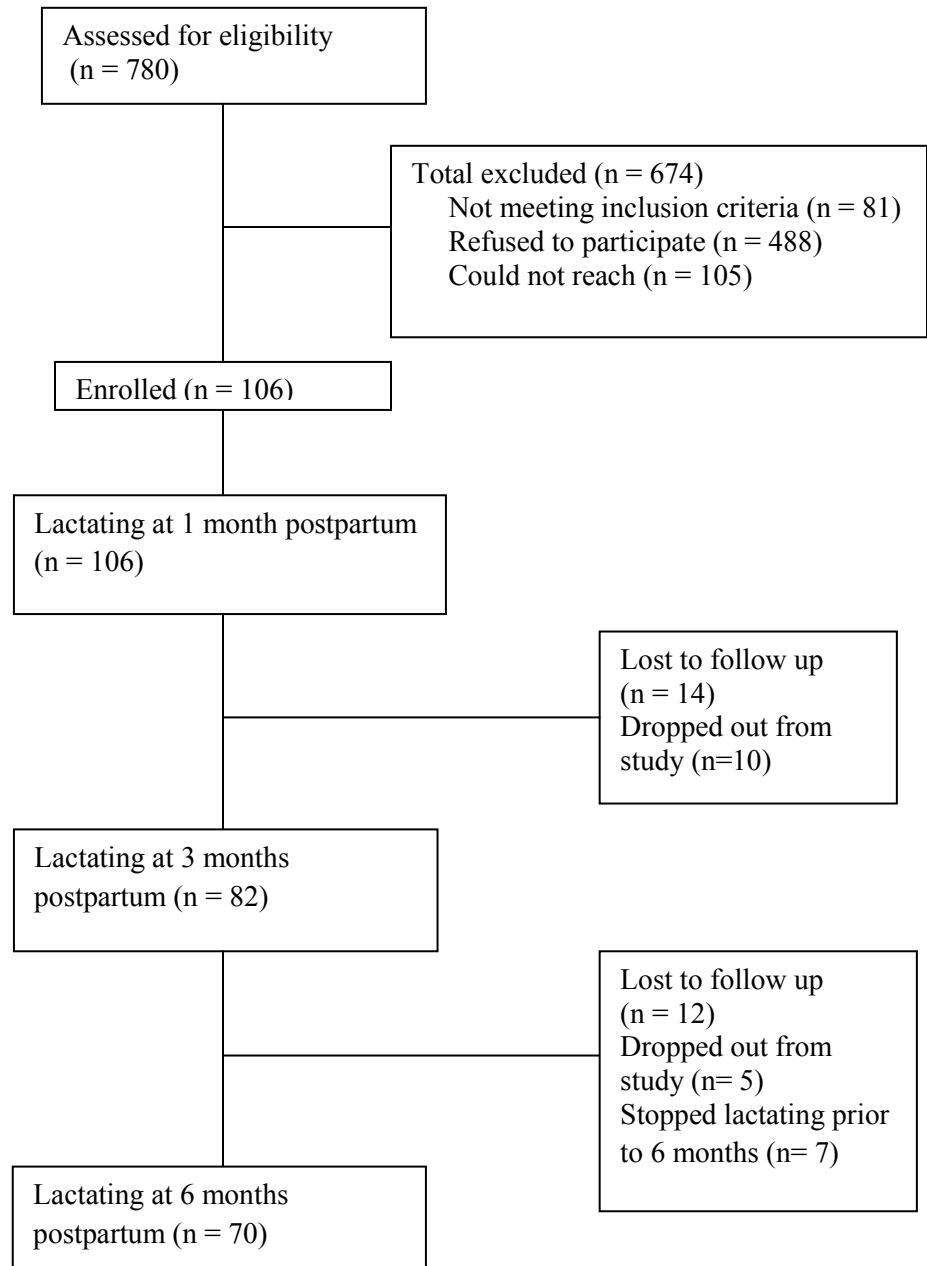 Assessed for eligibility
(n = 780)
Total excluded (n = 674)
Not meeting inclusion criteria (n = 81)
Refused to participate (n = 488)
Could not reach (n = 105)
Enrolled (n = 106)
Lactating at 1 month postpartum
(n = 106)
Lost to follow up
(n = 14)
Dropped out from
study (n=10)
Lactating at 3 months
postpartum (n = 82)
Lost to follow up
(n = 12)
Dropped out from
study (n= 5)
Stopped lactating prior
to 6 months (n= 7)
Lactating at 6 months
postpartum (n = 70)